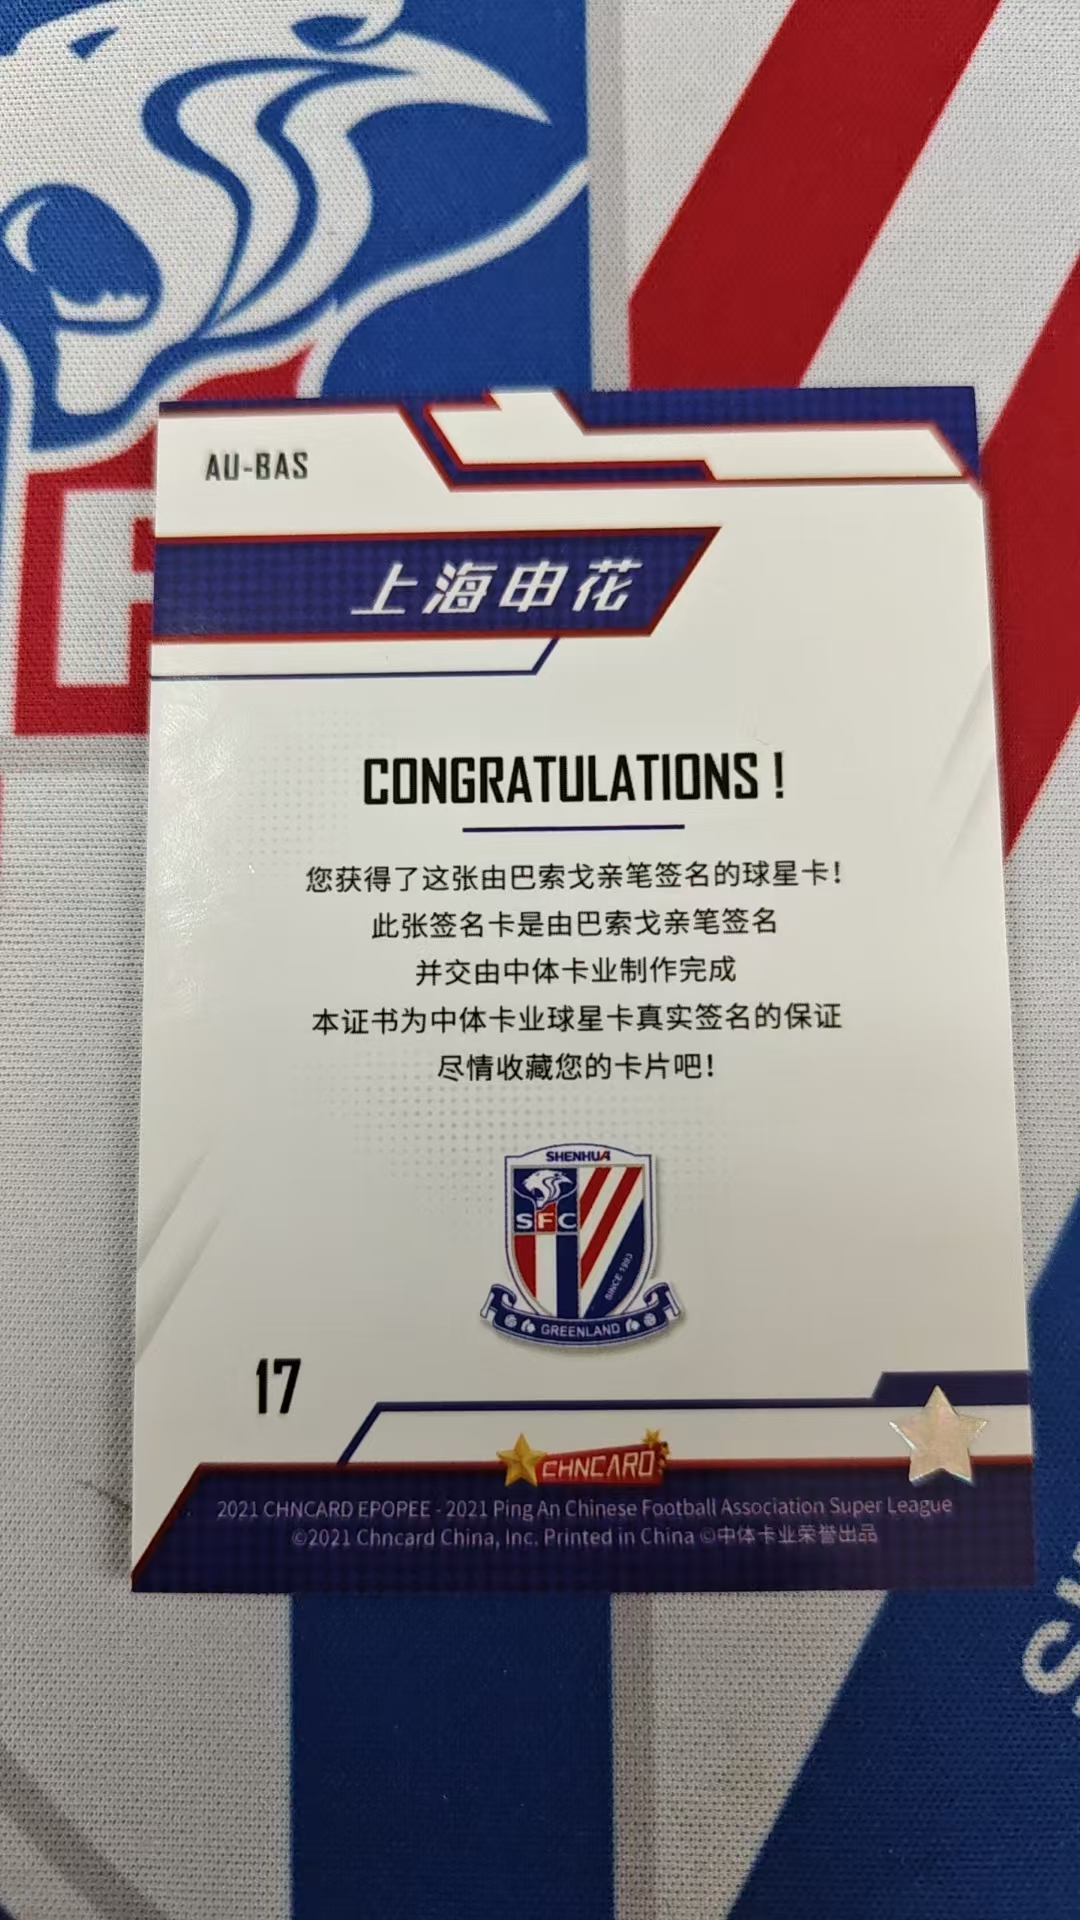 AU-BAS
上海申花
CONGRATULATIONS！
您获得了这张由巴索戈亲笔签名的球星卡！
此张签名卡是由巴索戈亲笔签名
并交由中体卡业制作完成
本证书为中体卡业球星卡真实签名的保证
尽情收藏您的卡片吧！
SHENHUA
SFC
SINCE 1993
GREENLAND
17
CHNCARD
2021 CHNCARD EPOPEE - 2021 Ping An Chinese Football Association Super League
©2021 Chncard China, Inc. Printed in China ©中体卡业荣誉出品